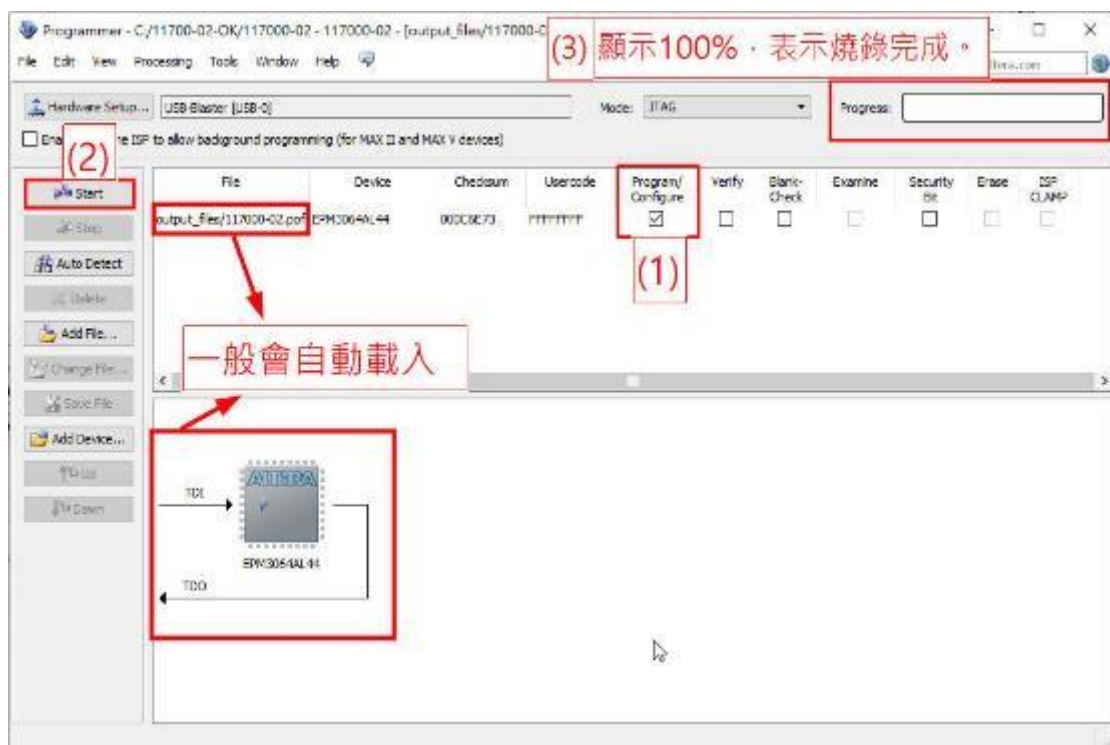 Programmer - C:/11700-02-OK/117000-02 - 117000-02 - [output_files/117000-0
(3) 顯示100%，表示燒錄完成。
File Edit View Processing Tools Window Help
Hardware Setup... USB-Blaster [USB-0] Mode: JTAG Progress:
to allow background programming (for MAX II and MAX V devices)
(2)
Start
Stop
Auto Detect
Delete
Add File...
Change File...
Save File
Add Device...
Up
Down
File Device Checksum Usercode Program/Configure Verify Blank-Check Examine Security Bit Erase ISP CLAMP
output_files/117000-02.pof EPM3064AL44 FFFFFFFF
(1)
一般會自動載入
TDI
ALTERA
EPM3064AL44
TDO